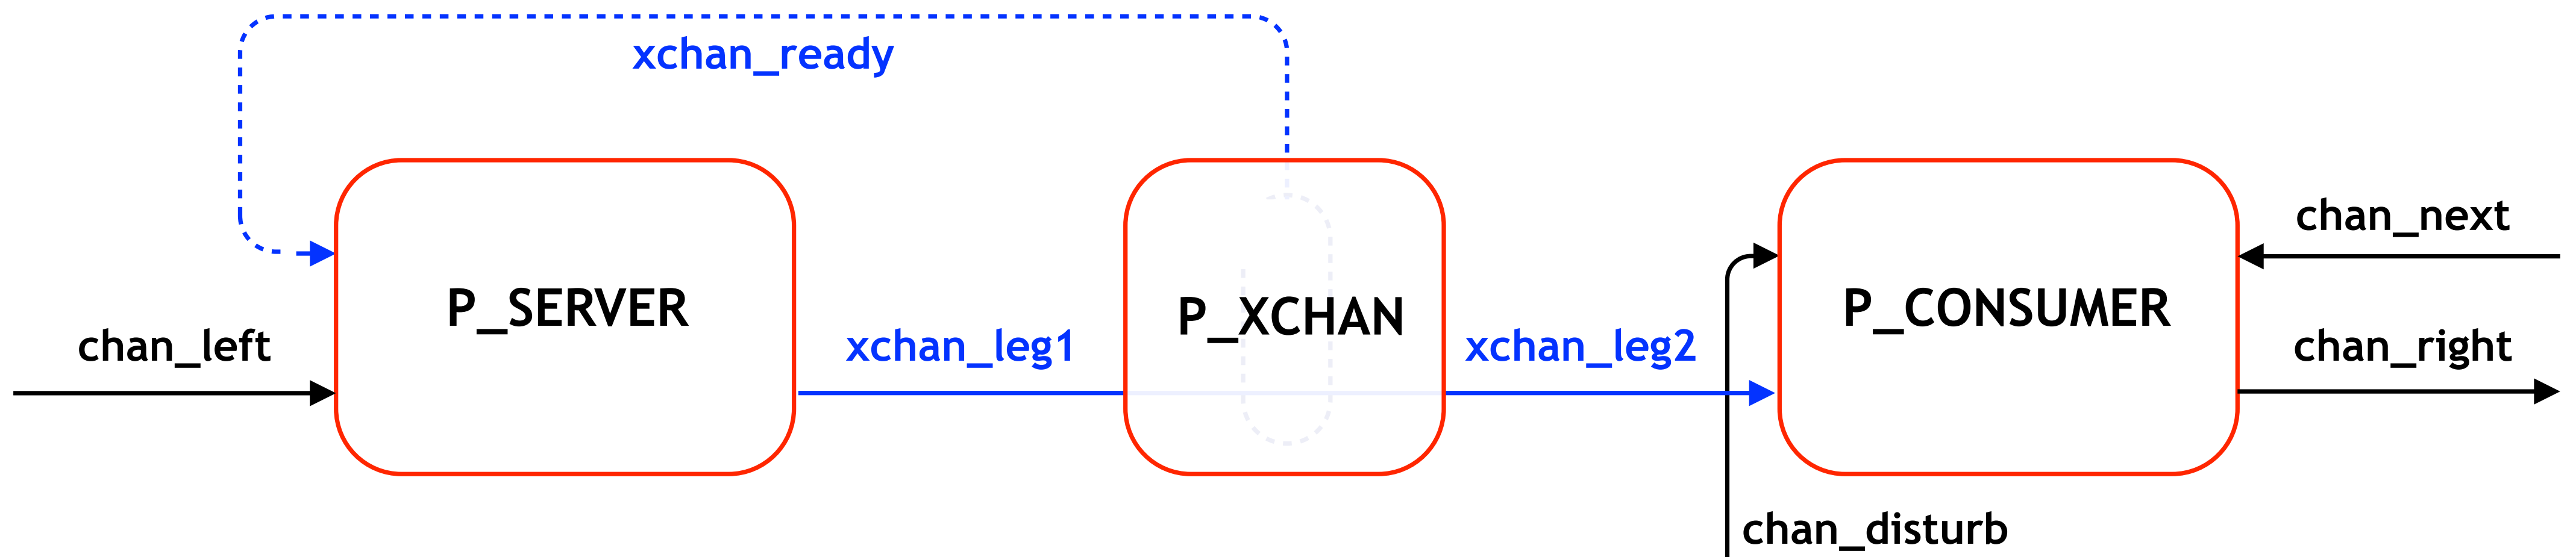 xchan_ready
chan_next
P_SERVER
P_XCHAN
P_CONSUMER
chan_left
xchan_leg1
xchan_leg2
chan_right
chan_disturb